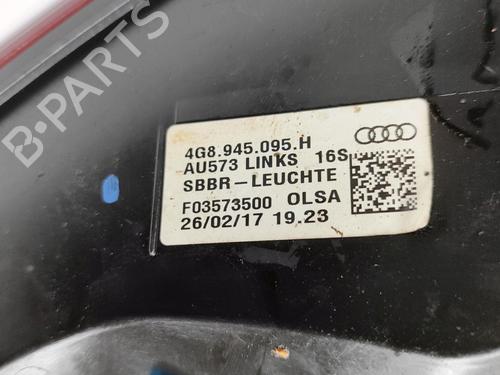 B-PARTS
4G8.945.095.H
AU573 LINKS 16S
SBBR-LEUCHTE
F03573500 OLSA
26/02/17 19.23